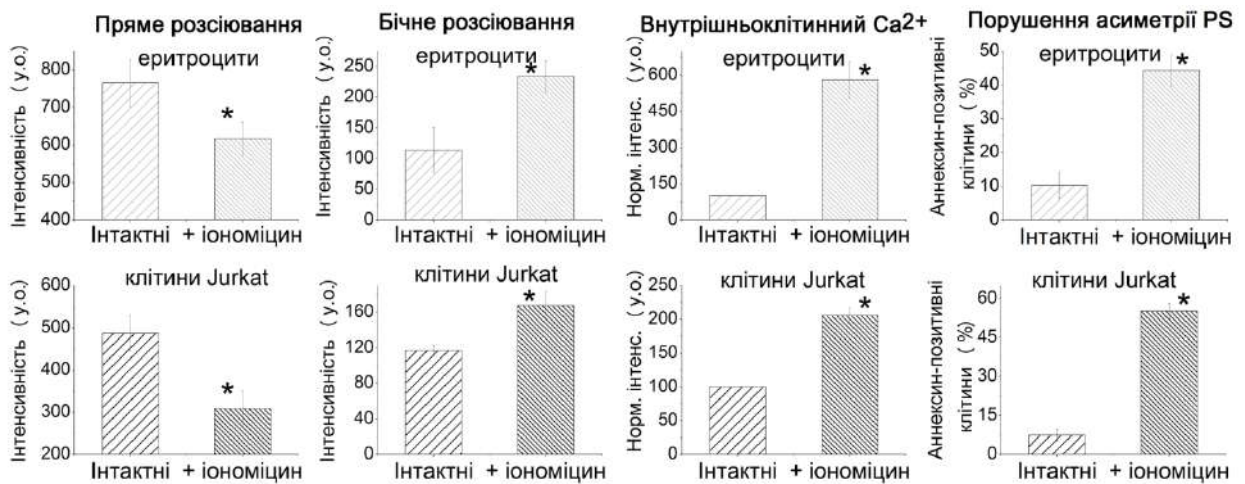 Пряме розсіювання
еритроцити
Інтенсивність ( у.о.)
800
700
600
500
400
*
Інтактні + іономіцин
Бічне розсіювання
еритроцити
Інтенсивність ( у.о.)
250
200
150
100
50
0
*
Інтактні + іономіцин
Внутрішньоклітинний Ca2+
еритроцити
Норм. інтенс. ( у.о.)
600
450
300
150
0
*
Інтактні + іономіцин
Порушення асиметрії PS
еритроцити
Аннексин-позитивні
клітини ( %)
50
40
30
20
10
0
*
Інтактні + іономіцин
клітини Jurkat
Інтенсивність ( у.о.)
600
500
400
300
200
*
Інтактні + іономіцин
клітини Jurkat
Інтенсивність ( у.о.)
160
120
80
40
0
*
Інтактні + іономіцин
клітини Jurkat
Норм. інтенс. ( у.о.)
250
200
150
100
50
0
*
Інтактні + іономіцин
клітини Jurkat
Аннексин-позитивні
клітини ( %)
60
45
30
15
0
*
Інтактні + іономіцин